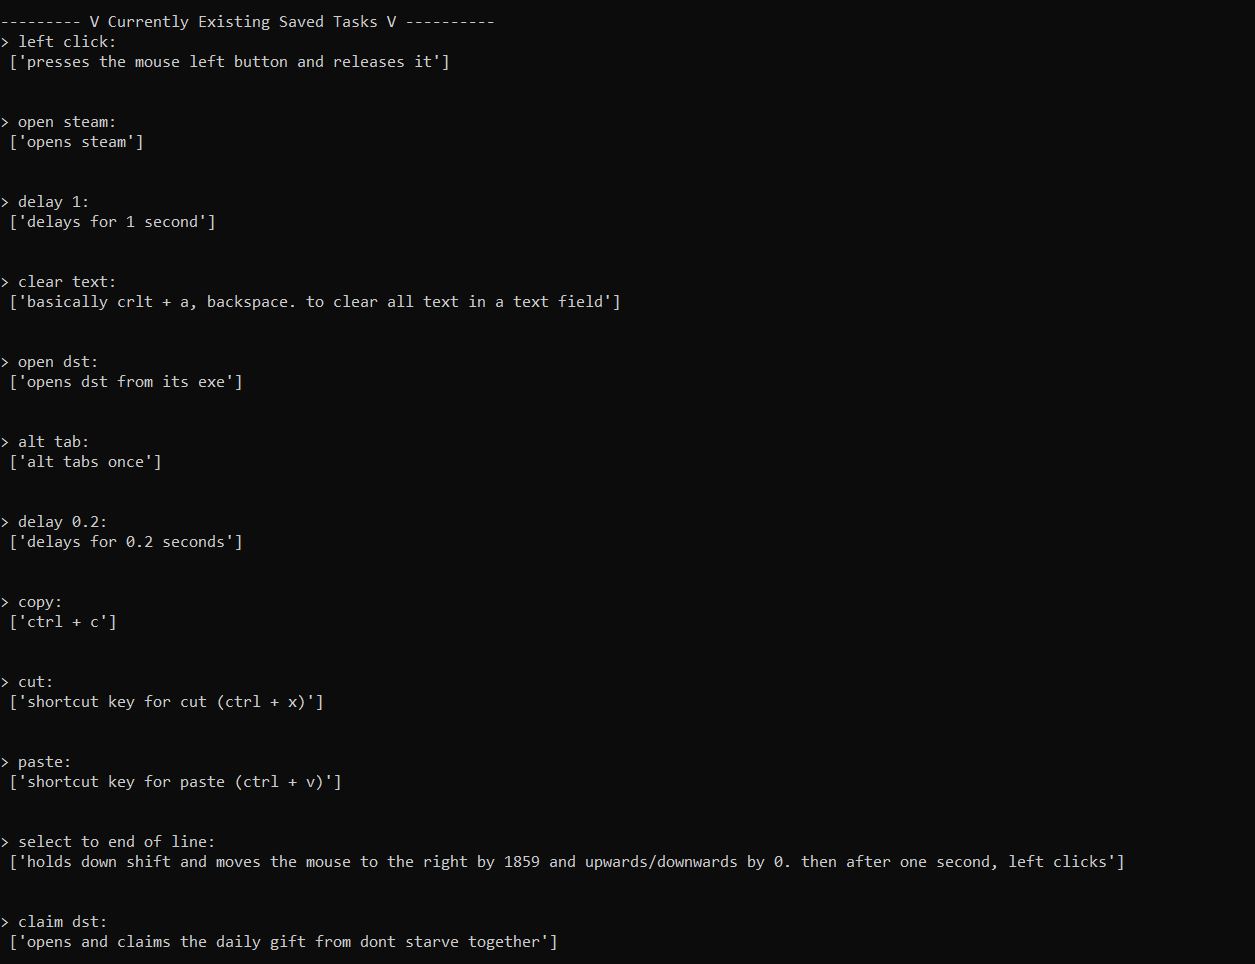 --------- V Currently Existing Saved Tasks V ----------
> left click:
['presses the mouse left button and releases it']
> open steam:
['opens steam']
> delay 1:
['delays for 1 second']
> clear text:
['basically crlt + a, backspace. to clear all text in a text field']
> open dst:
['opens dst from its exe']
> alt tab:
['alt tabs once']
> delay 0.2:
['delays for 0.2 seconds']
> copy:
['ctrl + c']
> cut:
['shortcut key for cut (ctrl + x)']
> paste:
['shortcut key for paste (ctrl + v)']
> select to end of line:
['holds down shift and moves the mouse to the right by 1859 and upwards/downwards by 0. then after one second, left clicks']
> claim dst:
['opens and claims the daily gift from dont starve together']